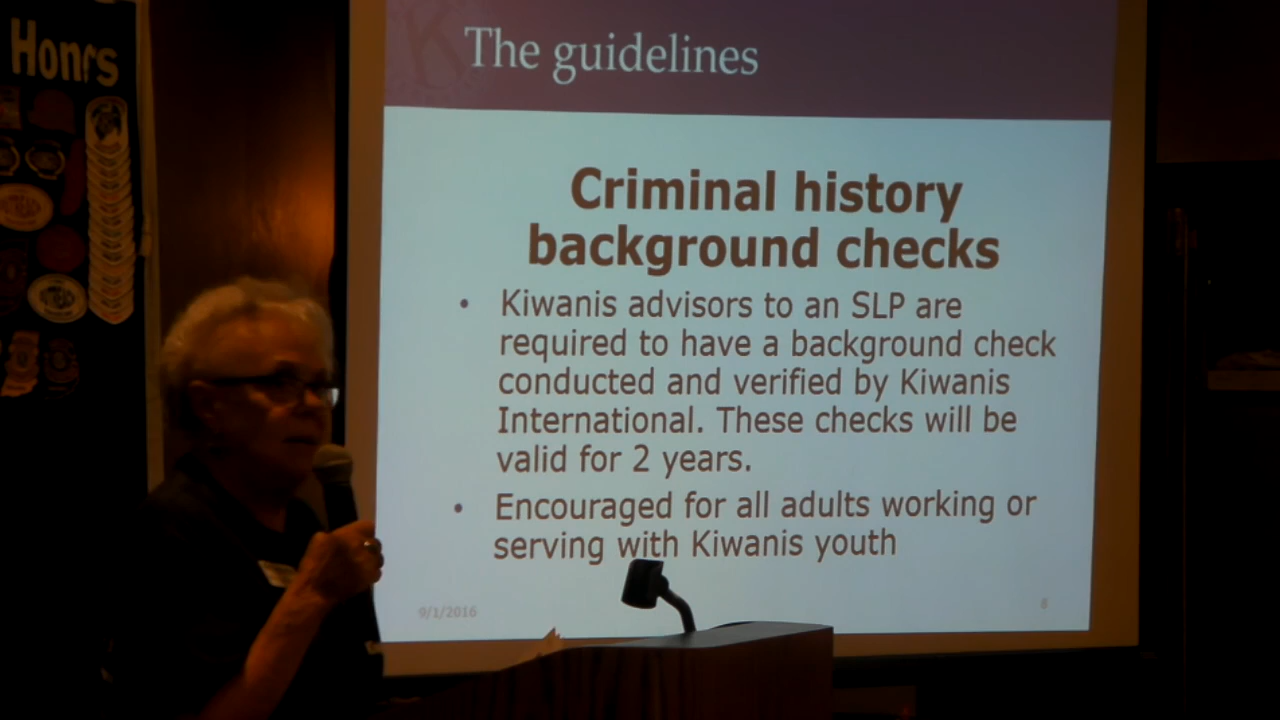 Honors
The guidelines
Criminal history
background checks
• Kiwanis advisors to an SLP are
required to have a background check
conducted and verified by Kiwanis
International. These checks will be
valid for 2 years.
• Encouraged for all adults working or
serving with Kiwanis youth
9/1/2016
8